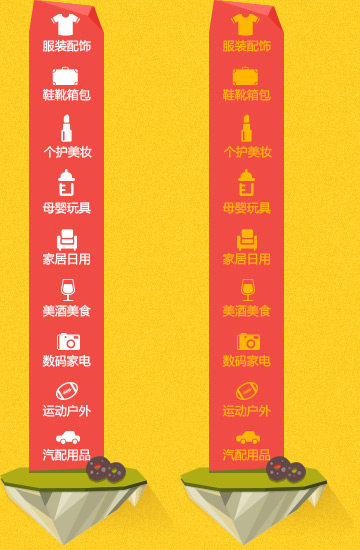 服装配饰
鞋靴箱包
个护美妆
母婴玩具
家居日用
美酒美食
数码家电
运动户外
汽配用品
服装配饰
鞋靴箱包
个护美妆
母婴玩具
家居日用
美酒美食
数码家电
运动户外
汽配用品